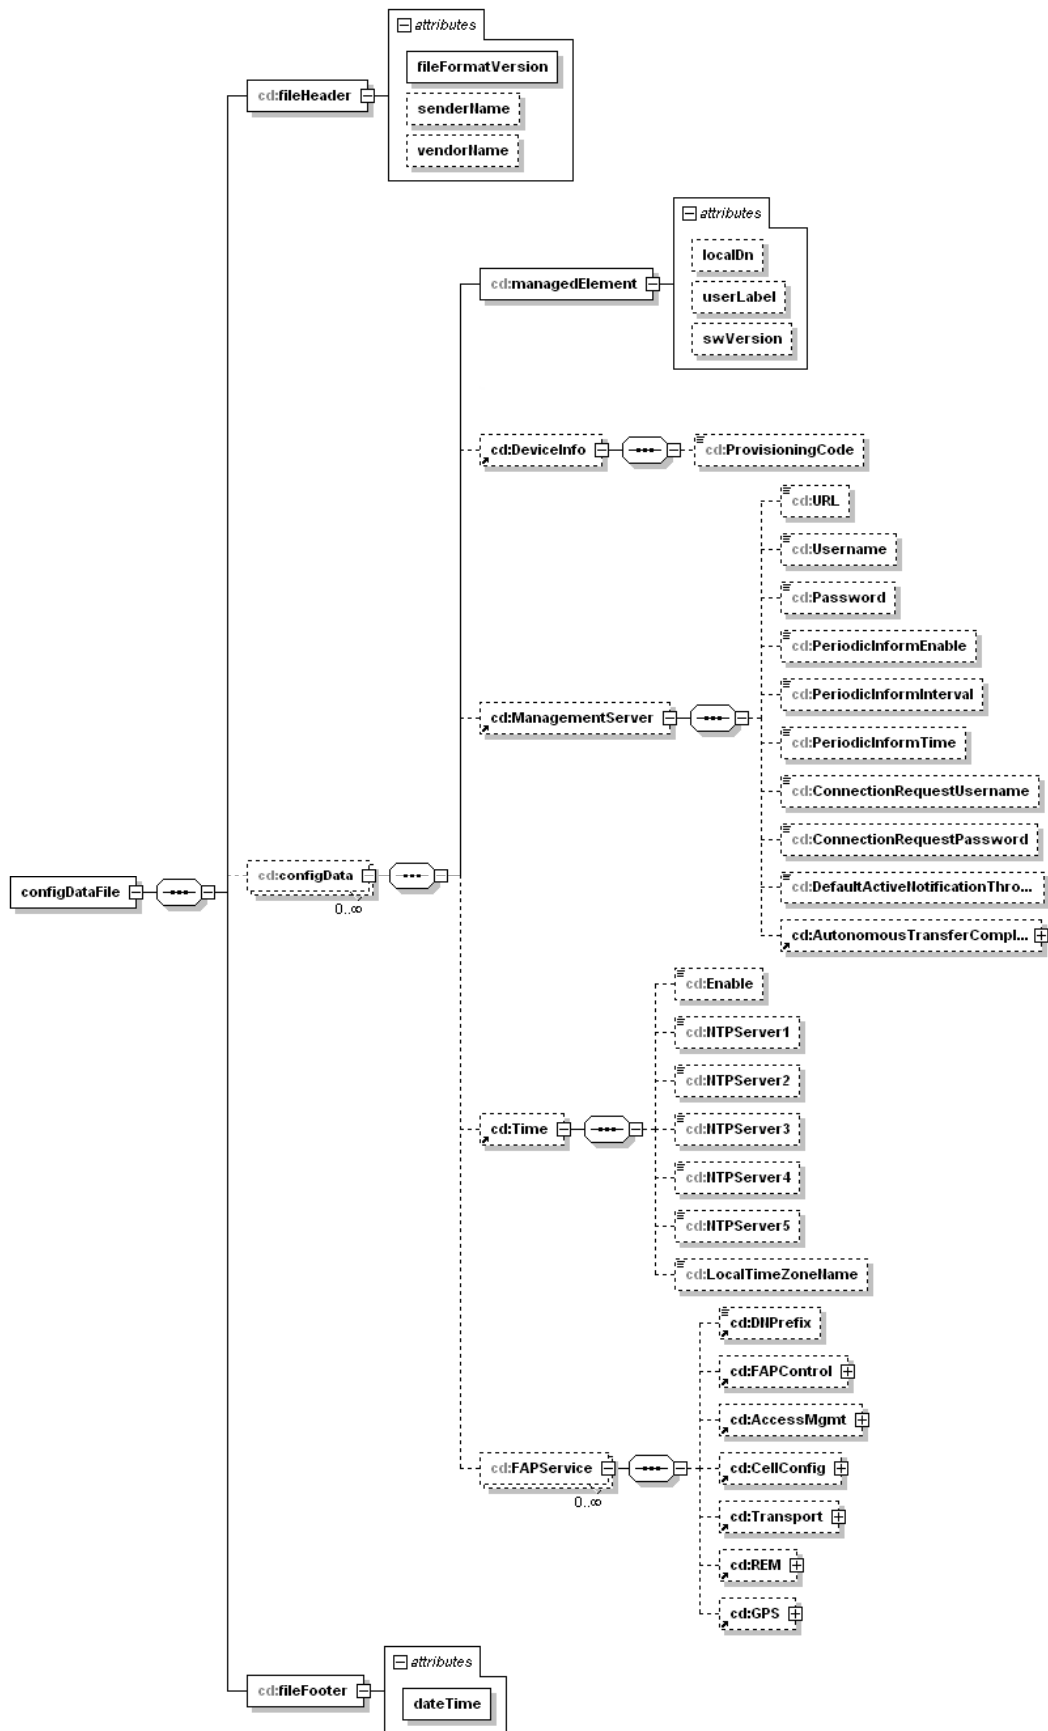 attributes
fileFormatVersion
cd:fileHeader
senderName
vendorName
attributes
localDn
cd:managedElement
userLabel
swVersion
cd:DeviceInfo
cd:ProvisioningCode
cd:URL
cd:Username
cd:Password
cd:PeriodicInformEnable
cd:PeriodicInformInterval
cd:ManagementServer
cd:PeriodicInformTime
cd:ConnectionRequestUsername
cd:ConnectionRequestPassword
configDataFile
cd:configData
0..∞
cd:DefaultActiveNotificationThro...
cd:AutonomousTransferCompl...
cd:Enable
cd:NTPServer1
cd:NTPServer2
cd:Time
cd:NTPServer3
cd:NTPServer4
cd:NTPServer5
cd:LocalTimeZoneName
cd:DNPrefix
cd:FAPControl
cd:AccessMgmt
cd:FAPService
0..∞
cd:CellConfig
cd:Transport
cd:REM
cd:GPS
attributes
cd:fileFooter
dateTime